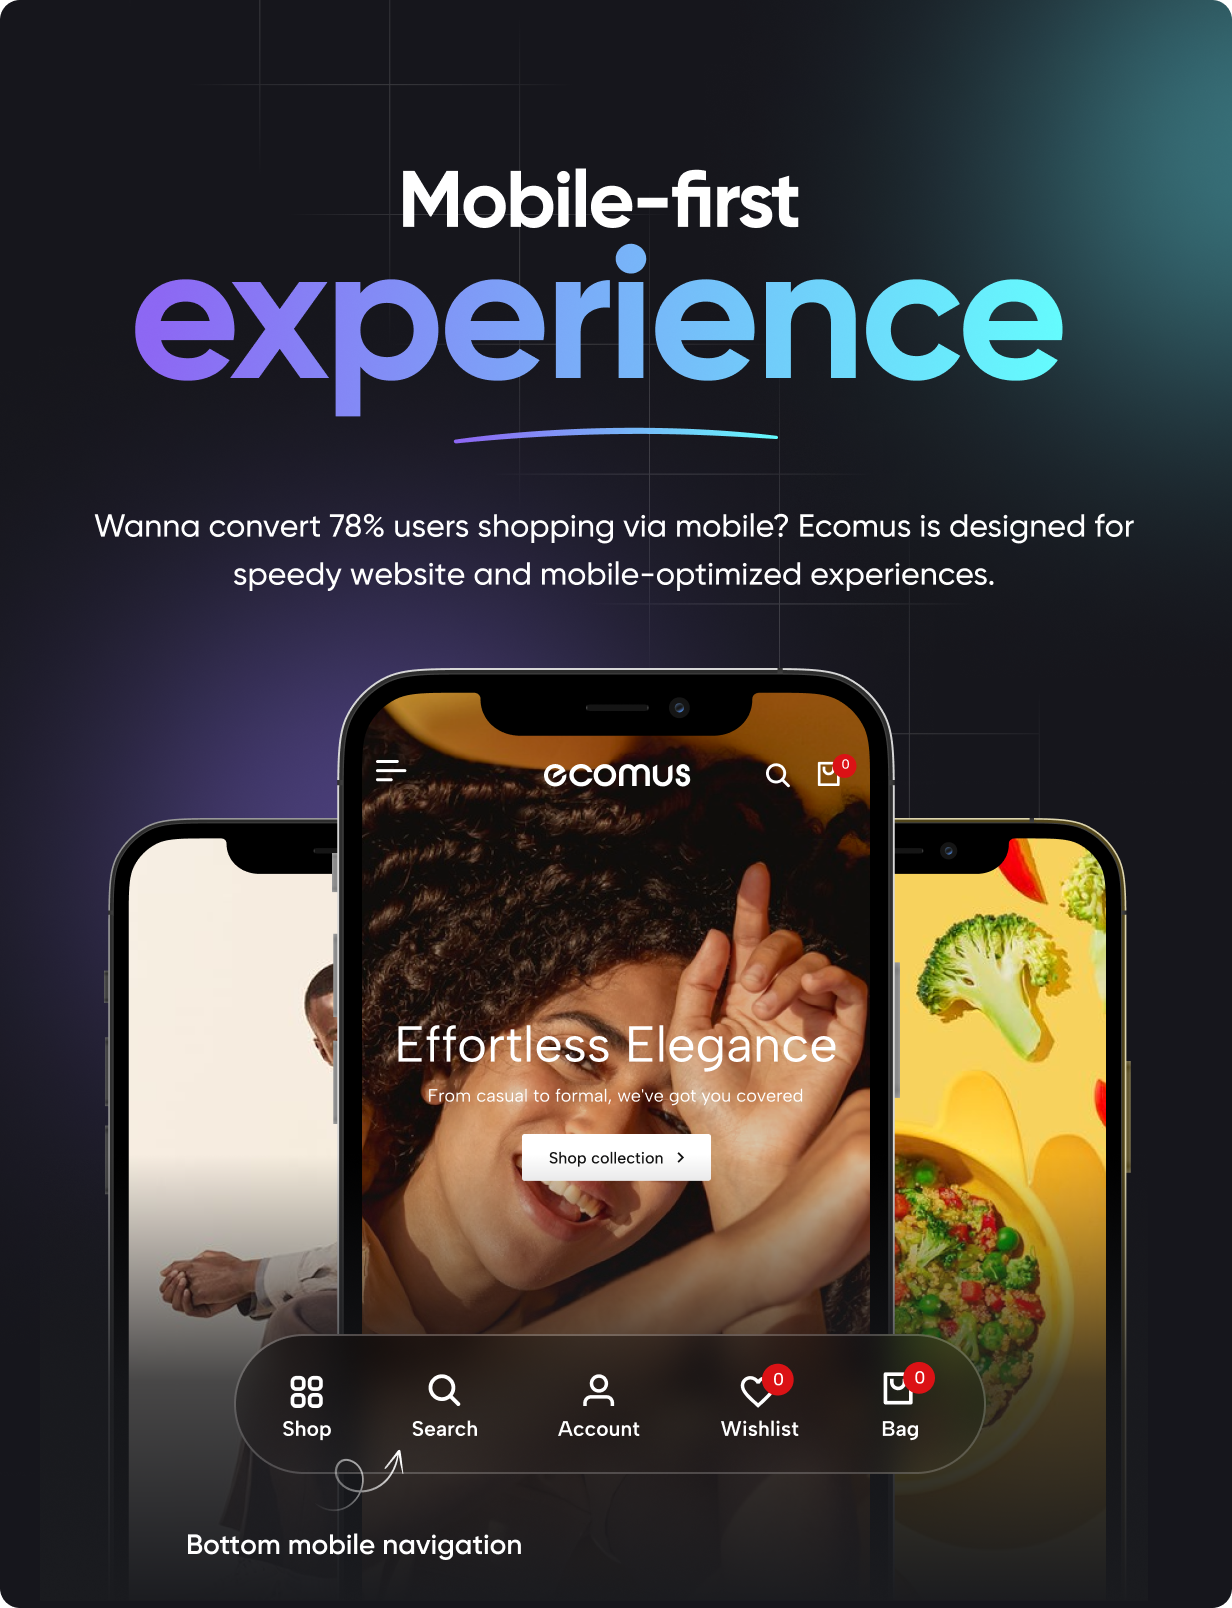 Mobile-first
experience
Wanna convert 78% users shopping via mobile? Ecomus is designed for
speedy website and mobile-optimized experiences.
ecomus
0
Effortless Elegance
From casual to formal, we've got you covered
Shop collection
0
0
Shop Search Account Wishlist Bag
Bottom mobile navigation